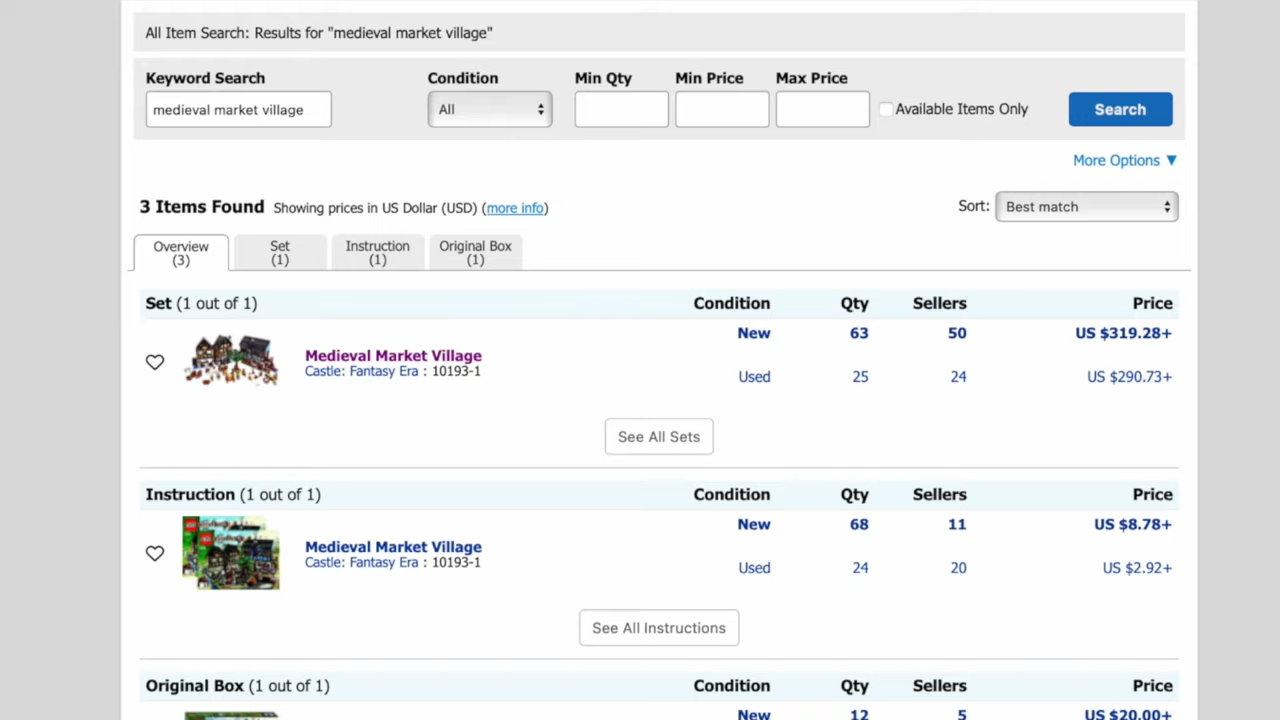 All Item Search: Results for "medieval market village"
Keyword Search Condition Min Qty Min Price Max Price
medieval market village All Available Items Only Search
More Options ▼
3 Items Found Showing prices in US Dollar (USD) (more info) Sort: Best match
Overview (3) Set (1) Instruction (1) Original Box (1)
Set (1 out of 1) Condition Qty Sellers Price
New 63 50 US $319.28+
Medieval Market Village
Castle: Fantasy Era : 10193-1
Used 25 24 US $290.73+
See All Sets
Instruction (1 out of 1) Condition Qty Sellers Price
New 68 11 US $8.78+
Medieval Market Village
Castle: Fantasy Era : 10193-1
Used 24 20 US $2.92+
See All Instructions
Original Box (1 out of 1) Condition Qty Sellers Price
New 12 5 US $20.00+